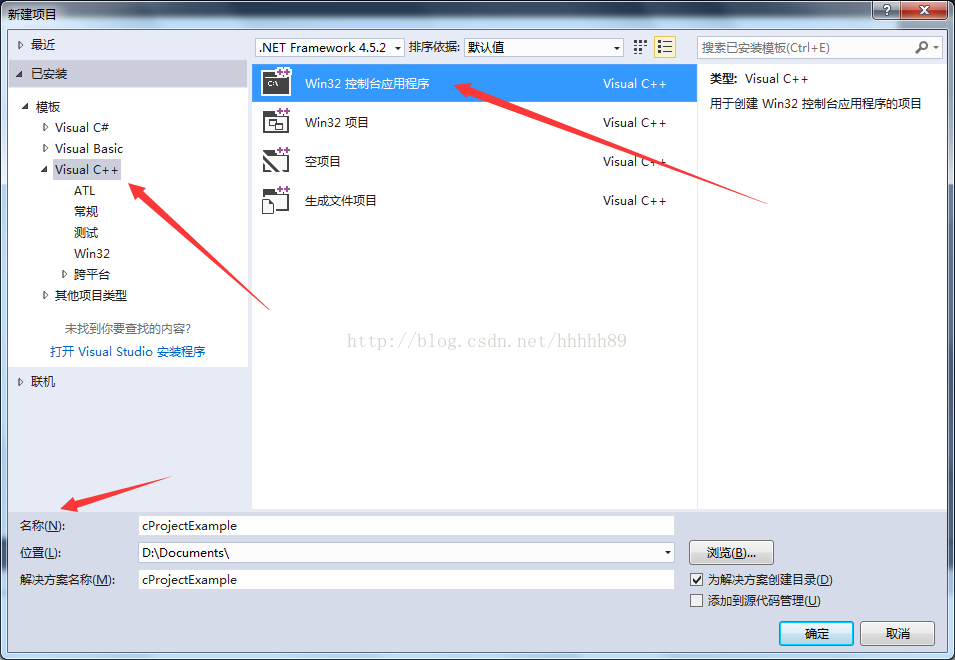 新建项目
最近
.NET Framework 4.5.2 排序依据: 默认值
搜索已安装模板(Ctrl+E)
已安装
模板
Visual C#
Visual Basic
Visual C++
ATL
常规
测试
Win32
跨平台
其他项目类型
未找到你要查找的内容?
打开 Visual Studio 安装程序
联机
C:\
Win32 控制台应用程序 Visual C++
Win32 项目 Visual C++
空项目 Visual C++
生成文件项目 Visual C++
类型: Visual C++
用于创建 Win32 控制台应用程序的项目
http://blog.csdn.net/hhhhh89
名称(N): cProjectExample
位置(L): D:\Documents\ 浏览(B)...
解决方案名称(M): cProjectExample
为解决方案创建目录(D)
添加到源代码管理(U)
确定 取消